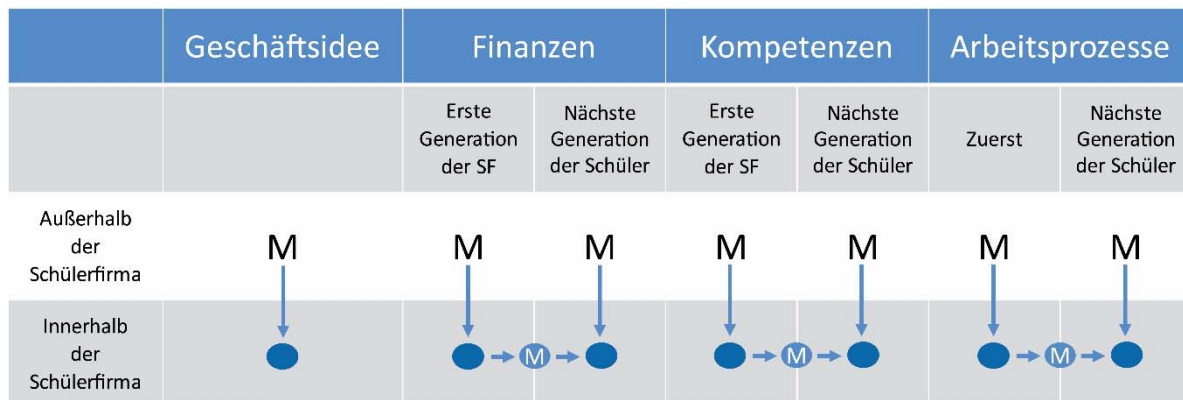 Geschäftsidee Finanzen Kompetenzen Arbeitsprozesse
Erste Generation der SF
Nächste Generation der Schüler
Erste Generation der SF
Nächste Generation der Schüler
Zuerst
Nächste Generation der Schüler
Außerhalb
der
Schülerfirma
M M M M M M M
Innerhalb
der
Schülerfirma
M M M